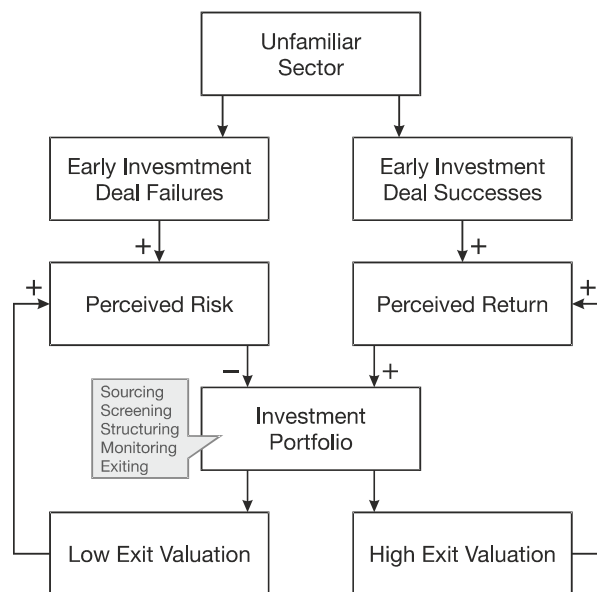 Unfamiliar
Sector
Early Invesmtment
Deal Failures
Early Investment
Deal Successes
+
+
+
Perceived Risk
Perceived Return
+
−
+
Sourcing
Screening
Structuring
Monitoring
Exiting
Investment
Portfolio
Low Exit Valuation
High Exit Valuation